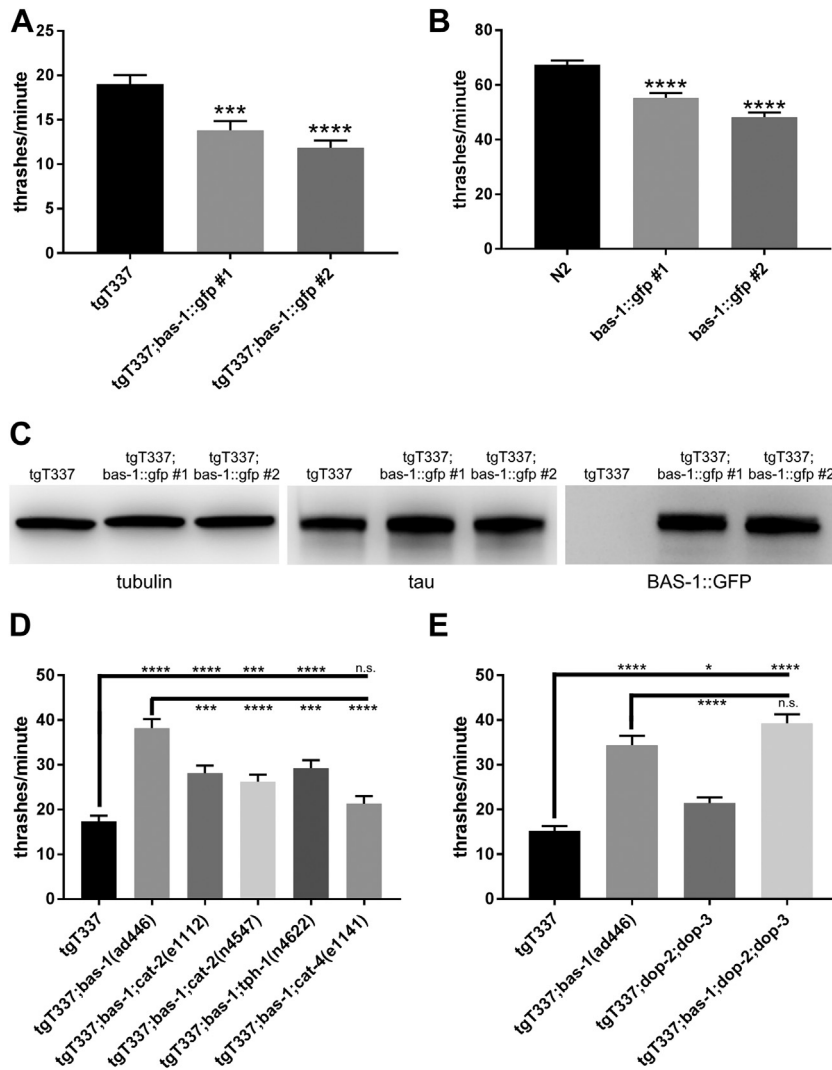 A
thrashes/minute
25
20
15
10
5
0
***
****
tgT337
tgT337;bas-1::gfp #1
tgT337;bas-1::gfp #2
B
thrashes/minute
80
60
40
20
0
****
****
N2
bas-1::gfp #1
bas-1::gfp #2
C
tgT337
tgT337;
bas-1::gfp #1
tgT337;
bas-1::gfp #2
tubulin
tgT337
tgT337;
bas-1::gfp #1
tgT337;
bas-1::gfp #2
tau
tgT337
tgT337;
bas-1::gfp #1
tgT337;
bas-1::gfp #2
BAS-1::GFP
D
thrashes/minute
50
40
30
20
10
0
**** **** *** **** n.s.
*** **** *** ****
tgT337
tgT337;bas-1(ad446)
tgT337;bas-1;cat-2(e1112)
tgT337;bas-1;cat-2(n4547)
tgT337;bas-1;tph-1(n4622)
tgT337;bas-1;cat-4(e1141)
E
thrashes/minute
50
40
30
20
10
0
**** * ****
**** n.s.
tgT337
tgT337;bas-1(ad446)
tgT337;dop-2;dop-3
tgT337;bas-1;dop-2;dop-3